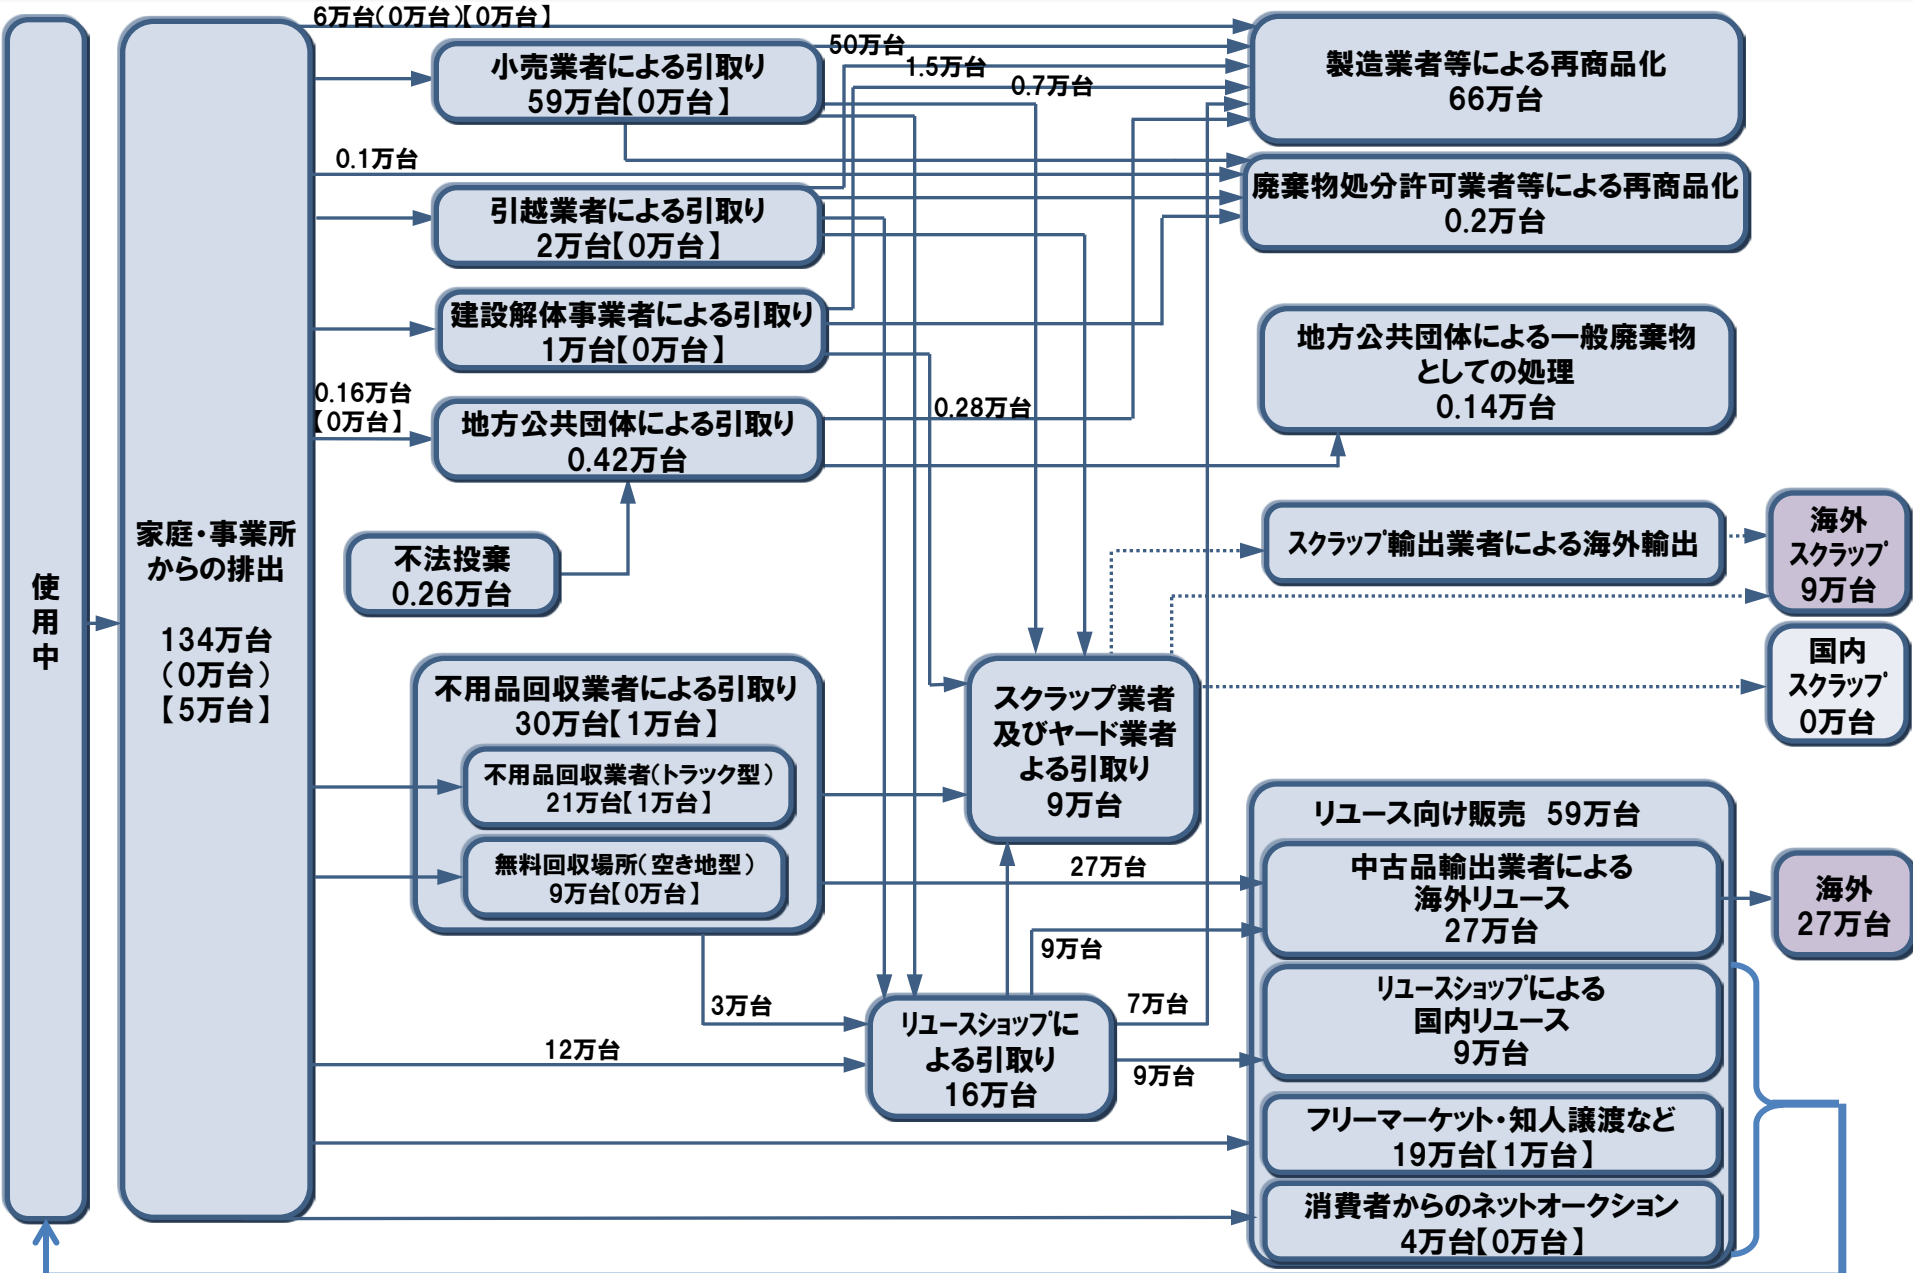 使
用
中
家庭・事業所
からの排出
134万台
（0万台）
【5万台】
6万台（0万台）【0万台】
小売業者による引取り
59万台【0万台】
50万台
1.5万台
0.7万台
製造業者等による再商品化
66万台
0.1万台
引越業者による引取り
2万台【0万台】
廃棄物処分許可業者等による再商品化
0.2万台
建設解体事業者による引取り
1万台【0万台】
地方公共団体による一般廃棄物
としての処理
0.14万台
0.16万台
【0万台】
地方公共団体による引取り
0.42万台
0.28万台
不法投棄
0.26万台
スクラップ輸出業者による海外輸出
海外
スクラップ
9万台
国内
スクラップ
0万台
不用品回収業者による引取り
30万台【1万台】
不用品回収業者（トラック型）
21万台【1万台】
無料回収場所（空き地型）
9万台【0万台】
スクラップ業者
及びヤード業者
よる引取り
9万台
27万台
9万台
3万台
7万台
12万台
9万台
リユースショップに
よる引取り
16万台
リユース向け販売 59万台
中古品輸出業者による
海外リユース
27万台
海外
27万台
リユースショップによる
国内リユース
9万台
フリーマーケット・知人譲渡など
19万台【1万台】
消費者からのネットオークション
4万台【0万台】